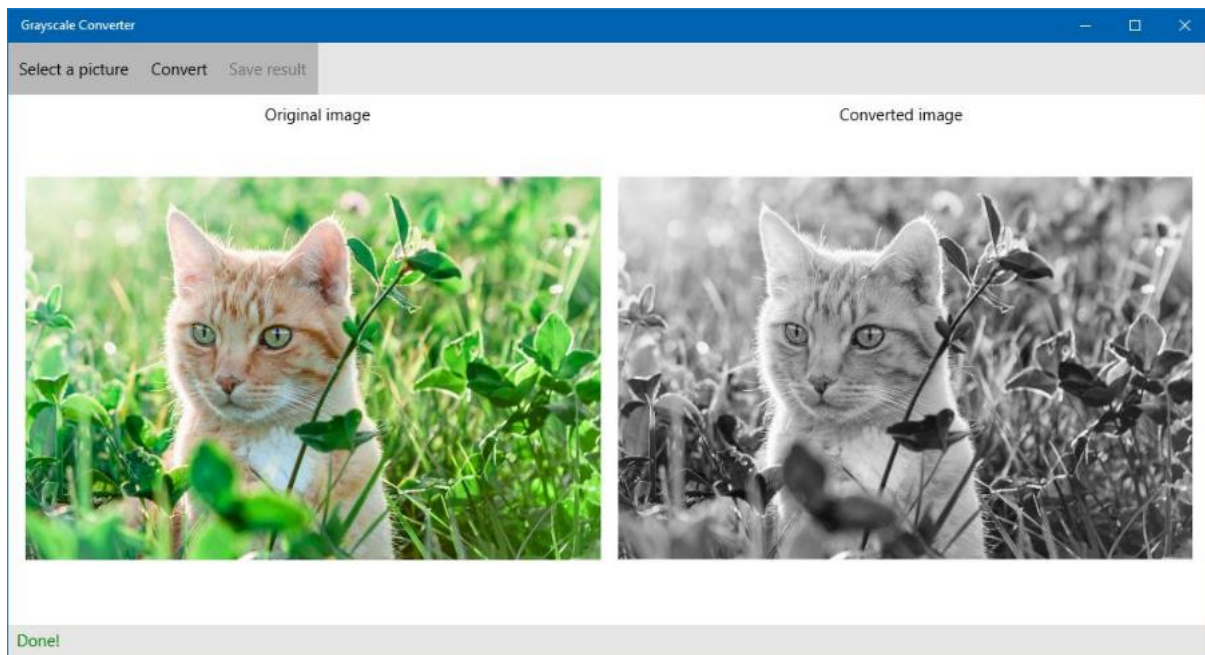 Grayscale Converter
Select a picture Convert Save result
Original image Converted image
Done!